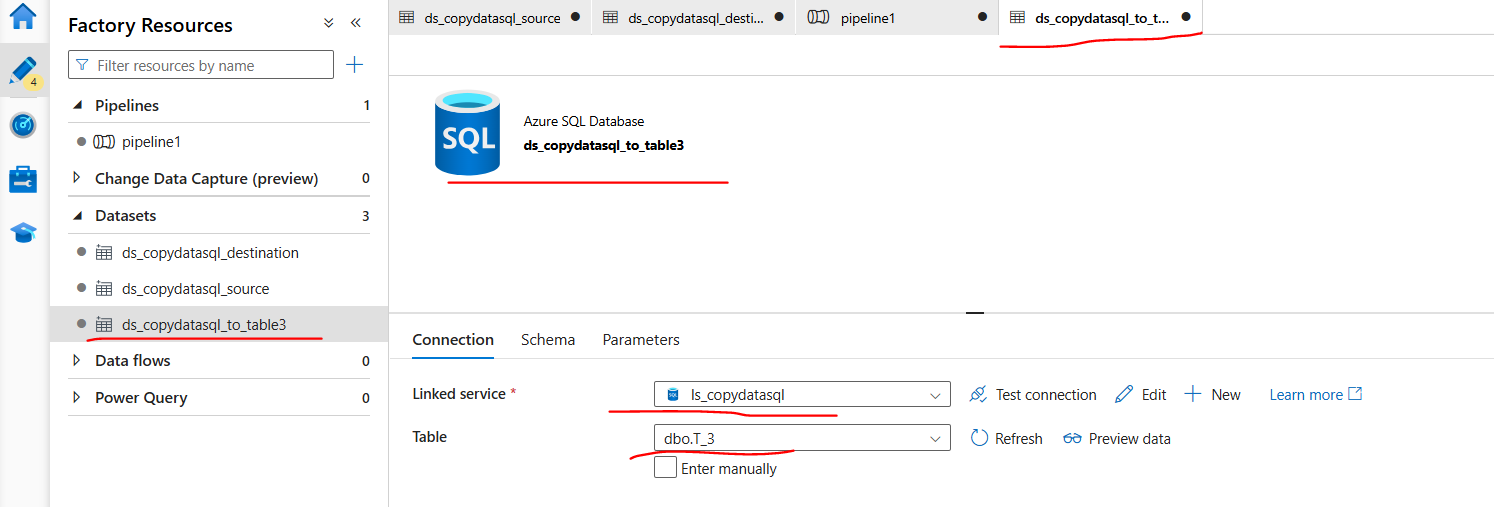 Factory Resources
4
Filter resources by name
Pipelines 1
pipeline1
Change Data Capture (preview) 0
Datasets 3
ds_copydatasql_destination
ds_copydatasql_source
ds_copydatasql_to_table3
Data flows 0
Power Query 0
ds_copydatasql_source ds_copydatasql_desti... pipeline1 ds_copydatasql_to_t...
SQL
Azure SQL Database
ds_copydatasql_to_table3
Connection Schema Parameters
Linked service * SQL ls_copydatasql Test connection Edit New Learn more
Table dbo.T_3 Refresh Preview data
Enter manually